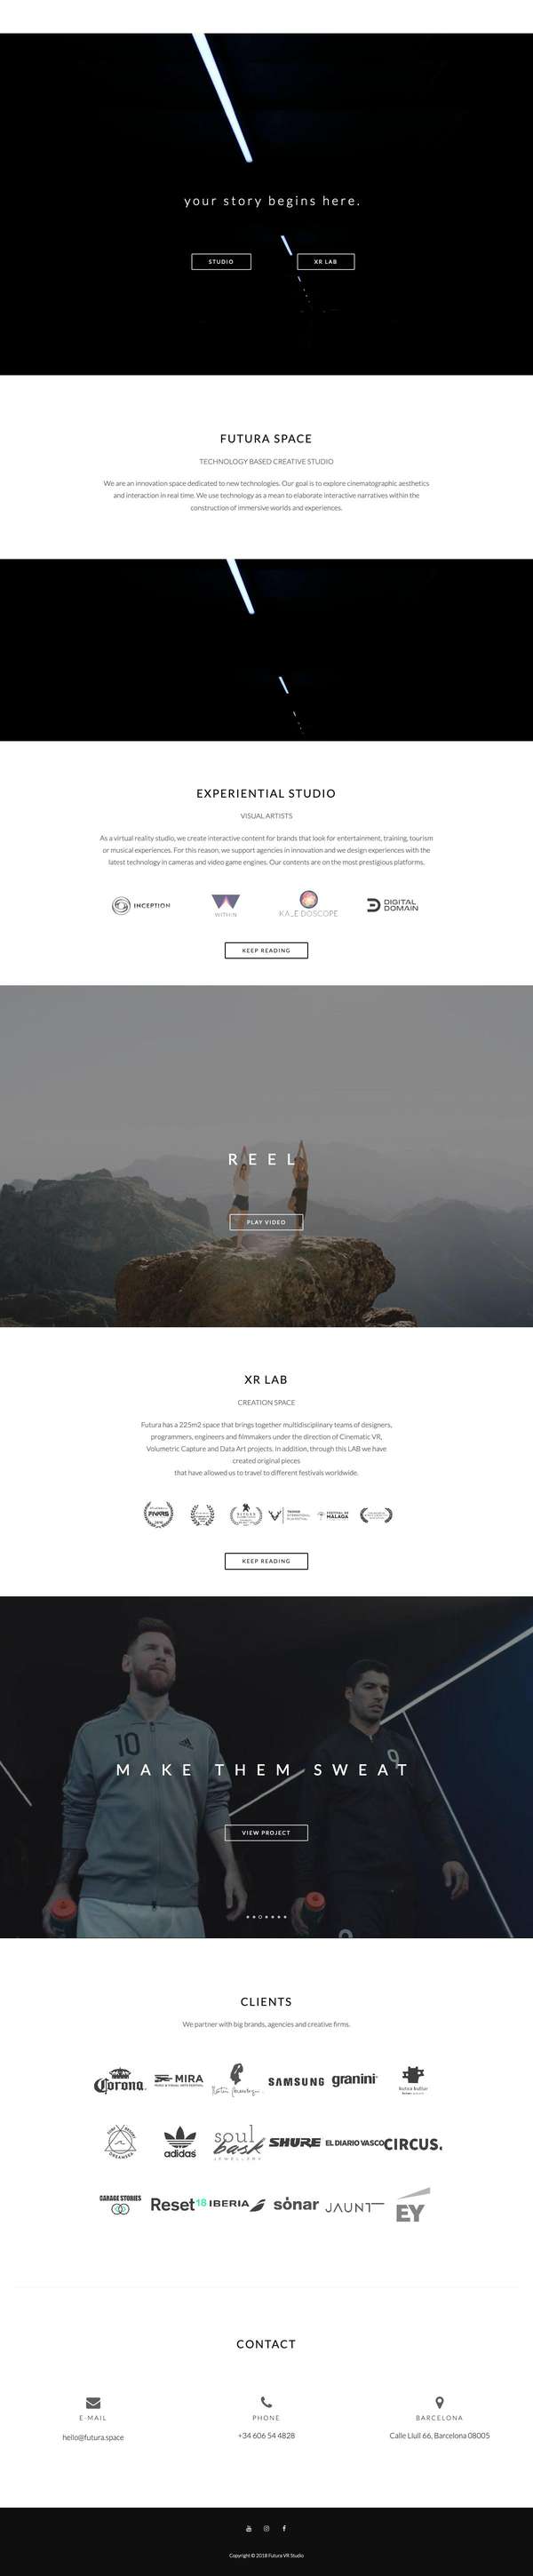 your story begins here.
STUDIO
XR LAB
FUTURA SPACE
TECHNOLOGY BASED CREATIVE STUDIO
We are an innovation space dedicated to new technologies. Our goal is to explore cinematographic aesthetics
and interaction in real time. We use technology as a mean to elaborate interactive narratives within the
construction of immersive worlds and experiences.
EXPERIENTIAL STUDIO
VISUAL ARTISTS
As a virtual reality studio, we create interactive content for brands that look for entertainment, training, tourism
or musical experiences. For this reason, we support agencies in innovation and we design experiences with the
latest technology in cameras and video game engines. Our contents are on the most prestigious platforms.
INCEPTION
WITHIN
KA_E DOSCOPE
DIGITAL
DOMAIN
KEEP READING
REEL
PLAY VIDEO
XR LAB
CREATION SPACE
Futura has a 225m2 space that brings together multidisciplinary teams of designers,
programmers, engineers and filmmakers under the direction of Cinematic VR,
Volumetric Capture and Data Art projects. In addition, through this LAB we have
created original pieces
that have allowed us to travel to different festivals worldwide.
MALAGA
KEEP READING
10
MAKE THEM SWEAT
9
VIEW PROJECT
CLIENTS
We partner with big brands, agencies and creative firms.
Corona
MIRA
SAMSUNG
granini
kutxa kultur
DREAMSEA
adidas
soul
bask
JEWELLERY
SHURE
EL DIARIO VASCO
CIRCUS.
GARAGE STORIES
Reset18
IBERIA
sónar
JAUNT
EY
CONTACT
E-MAIL
hello@futura.space
PHONE
+34 606 54 4828
BARCELONA
Calle Llull 66, Barcelona 08005
Copyright © 2018 Futura VR Studio